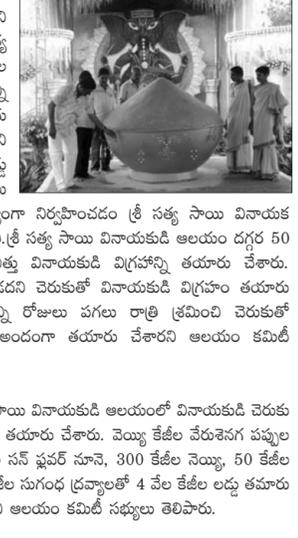 ని
ల
ని
ంగా నిర్వహించడం శ్రీ సత్య సాయి వినాయక
.శ్రీ సత్య సాయి వినాయకుడి ఆలయం దగ్గర 50
త్తు వినాయకుడి విగ్రహాన్ని తయారు చేశారు.
డదని చెరుకుతో వినాయకుడి విగ్రహం తయారు
న్ని రోజులు పగలు రాత్రి శ్రమించి చెరుకుతో
అందంగా తయారు చేశారని ఆలయం కమిటీ
ాయి వినాయకుడి ఆలయంలో వినాయకుడి చెరుకు
తయారు చేశారు. వెయ్యి కేజీల వేరుశెనగ పప్పుల
సన్ ఫ్లవర్ నూనె, 300 కేజీల నెయ్యి, 50 కేజీల
జీల సుగంధ ద్రవ్యాలతో 4 వేల కేజీల లడ్డు తమారు
ఆలయం కమిటీ సభ్యులు తెలిపారు.